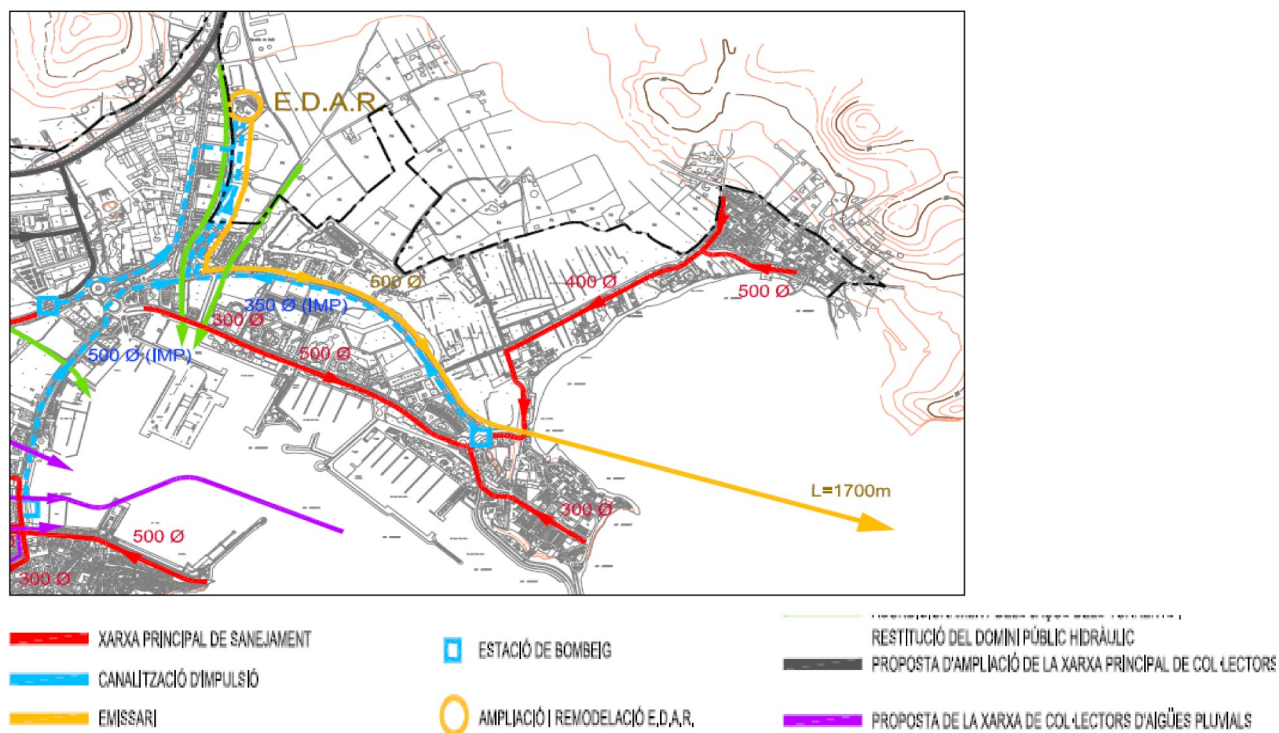 E.D.A.R.
500 Ø
400 Ø
500 Ø
350 Ø (IMP)
300 Ø
500 Ø
500 Ø (IMP)
L=1700m
300 Ø
500 Ø
300 Ø
XARXA PRINCIPAL DE SANEJAMENT
CANALITZACIÓ D'IMPULSIÓ
EMISSARI
ESTACIÓ DE BOMBEIG
AMPLIACIÓ I REMODELACIÓ E.D.A.R.
RESTITUCIÓ DEL DOMINI PÚBLIC HIDRÀULIC
PROPOSTA D'AMPLIACIÓ DE LA XARXA PRINCIPAL DE COL·LECTORS
PROPOSTA DE LA XARXA DE COL·LECTORS D'AIGÜES PLUVIALS